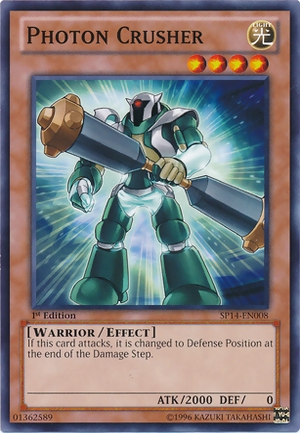 PHOTON CRUSHER
LIGHT
光
1st Edition
SP14-EN008
[WARRIOR / EFFECT]
If this card attacks, it is changed to Defense Position at
the end of the Damage Step.
ATK/2000 DEF/ 0
01362589
©1996 KAZUKI TAKAHASHI